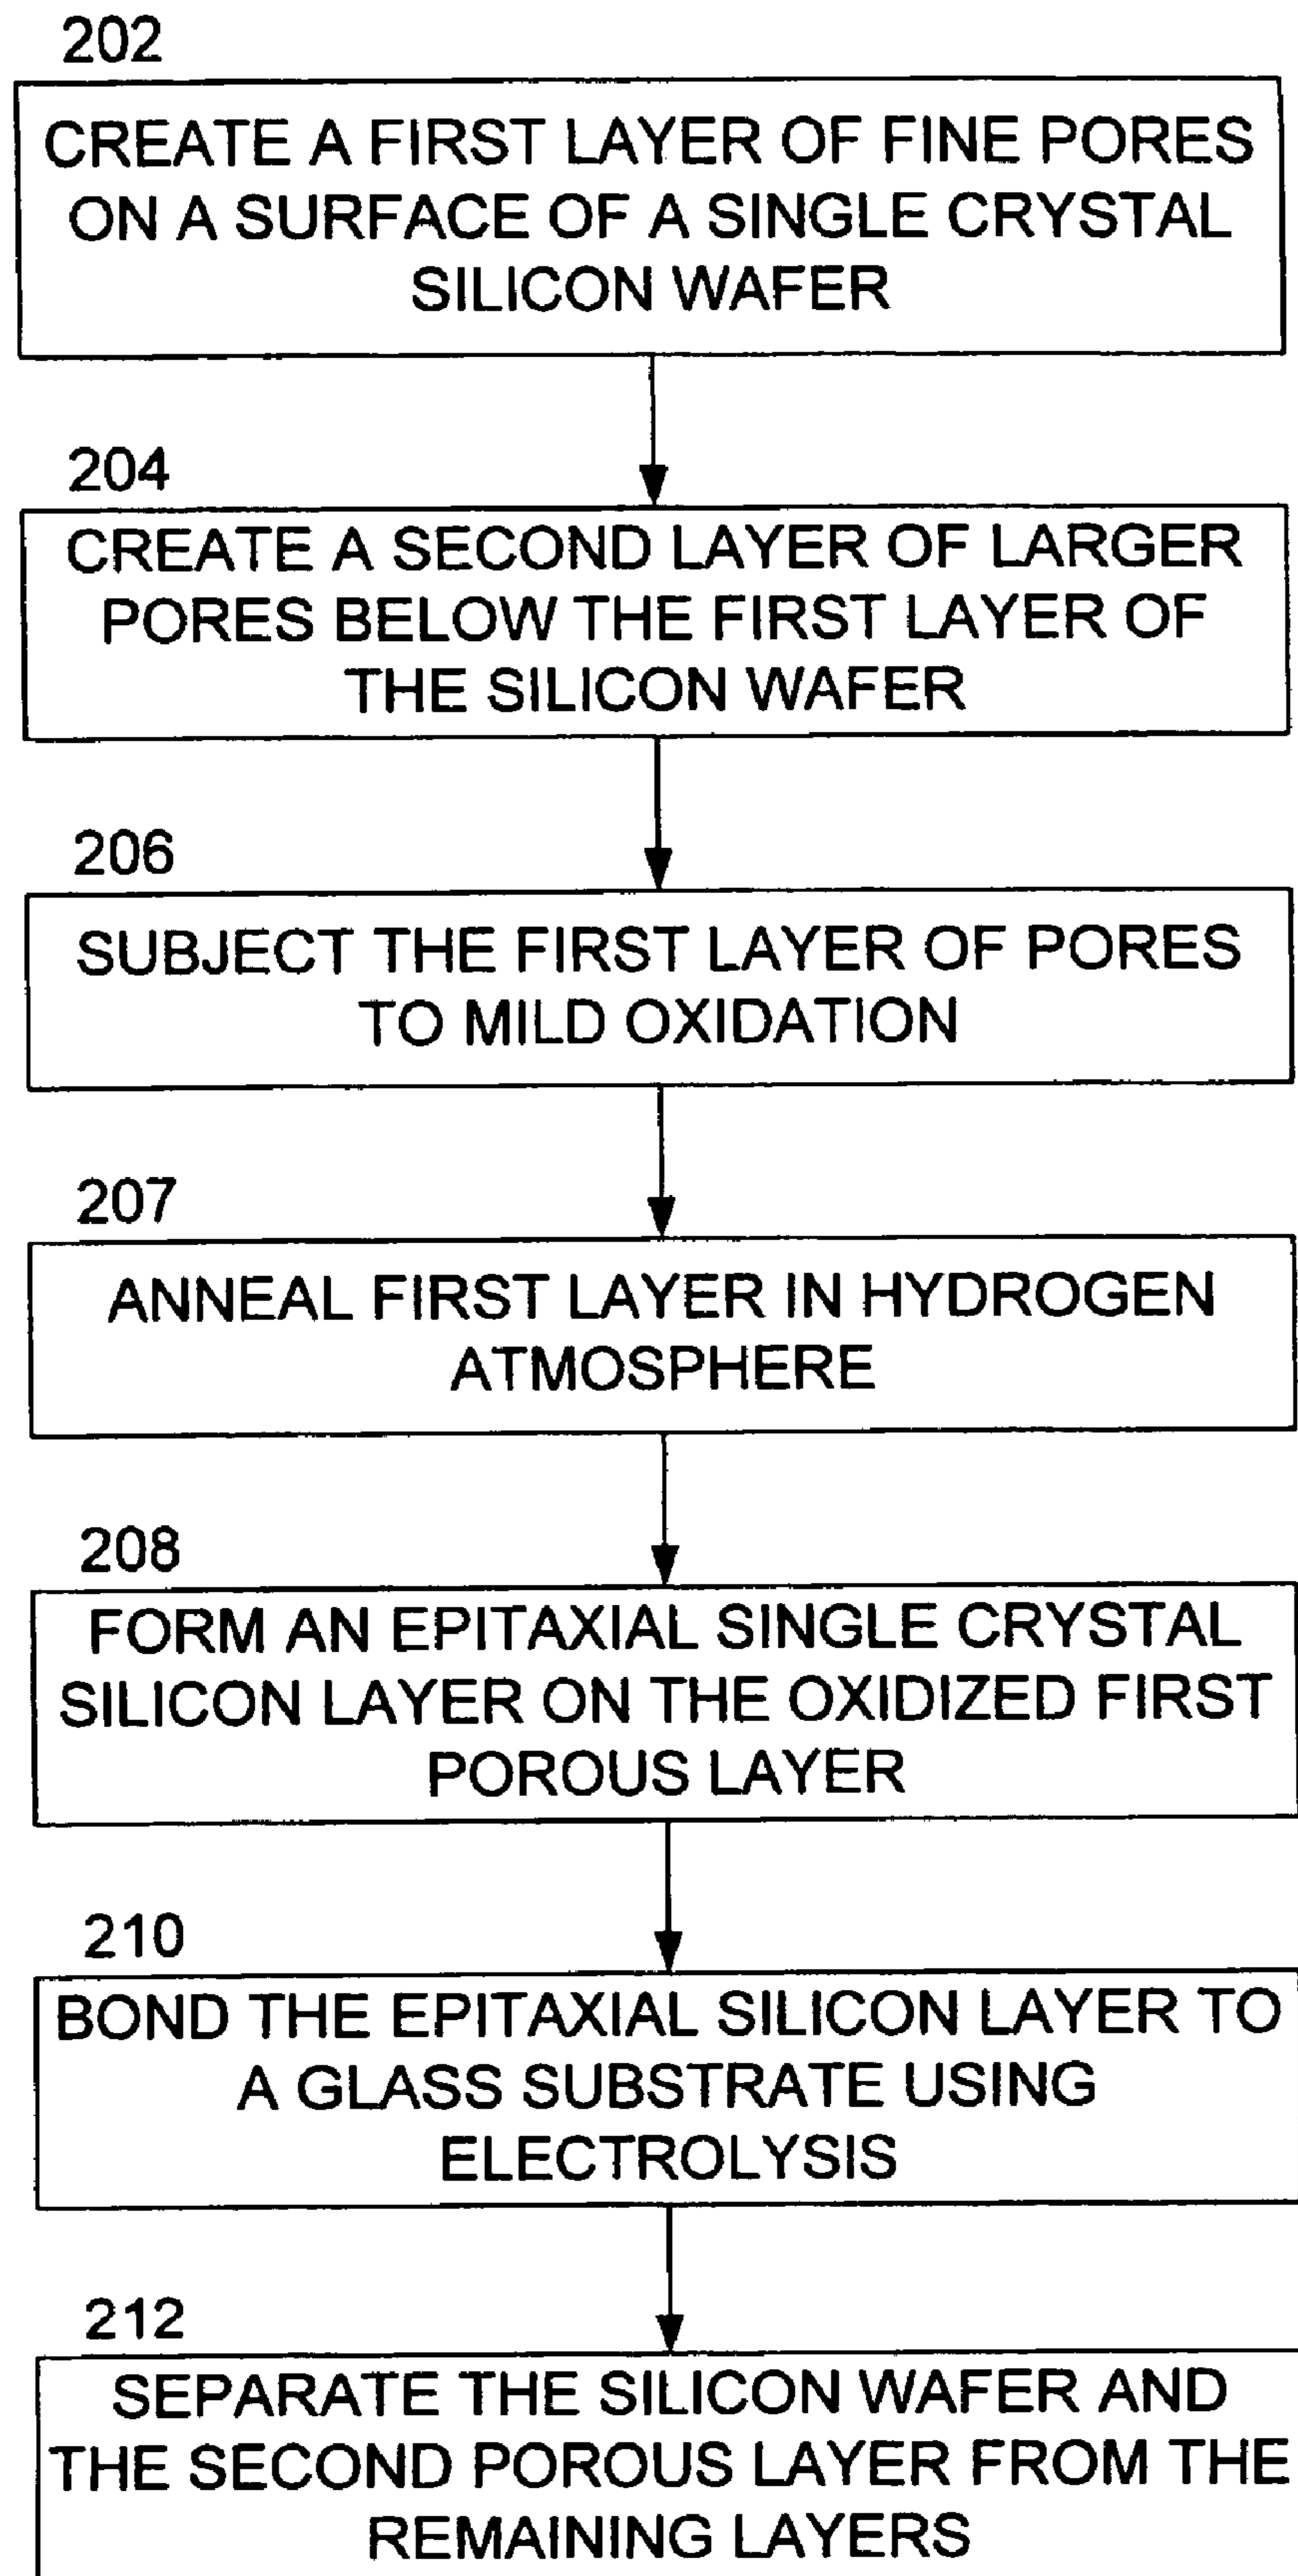 202
CREATE A FIRST LAYER OF FINE PORES
ON A SURFACE OF A SINGLE CRYSTAL
SILICON WAFER
204
CREATE A SECOND LAYER OF LARGER
PORES BELOW THE FIRST LAYER OF
THE SILICON WAFER
206
SUBJECT THE FIRST LAYER OF PORES
TO MILD OXIDATION
207
ANNEAL FIRST LAYER IN HYDROGEN
ATMOSPHERE
208
FORM AN EPITAXIAL SINGLE CRYSTAL
SILICON LAYER ON THE OXIDIZED FIRST
POROUS LAYER
210
BOND THE EPITAXIAL SILICON LAYER TO
A GLASS SUBSTRATE USING
ELECTROLYSIS
212
SEPARATE THE SILICON WAFER AND
THE SECOND POROUS LAYER FROM THE
REMAINING LAYERS